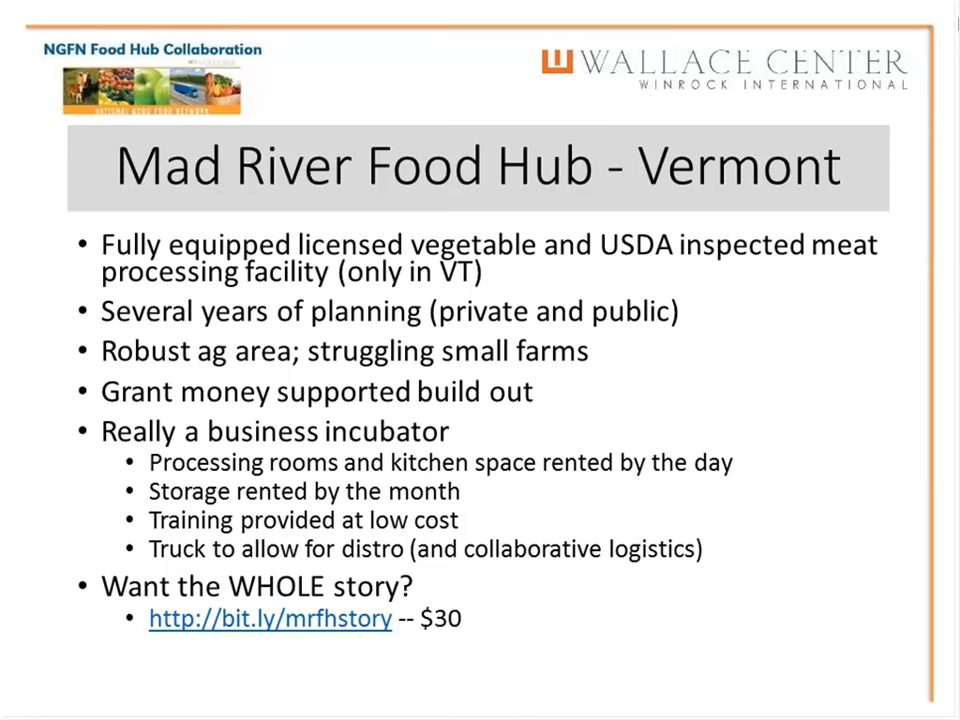 NGFN Food Hub Collaboration
WALLACE CENTER
WINROCK INTERNATIONAL
NATIONAL GOOD FOOD NETWORK
Mad River Food Hub - Vermont
• Fully equipped licensed vegetable and USDA inspected meat
processing facility (only in VT)
• Several years of planning (private and public)
• Robust ag area; struggling small farms
• Grant money supported build out
• Really a business incubator
• Processing rooms and kitchen space rented by the day
• Storage rented by the month
• Training provided at low cost
• Truck to allow for distro (and collaborative logistics)
• Want the WHOLE story?
• http://bit.ly/mrfhstory -- $30